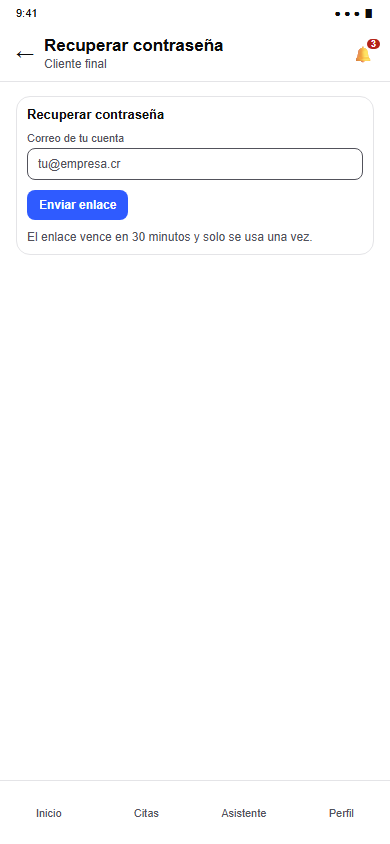 9:41
Recuperar contraseña
Cliente final
3
Recuperar contraseña
Correo de tu cuenta
tu@empresa.cr
Enviar enlace
El enlace vence en 30 minutos y solo se usa una vez.
Inicio
Citas
Asistente
Perfil